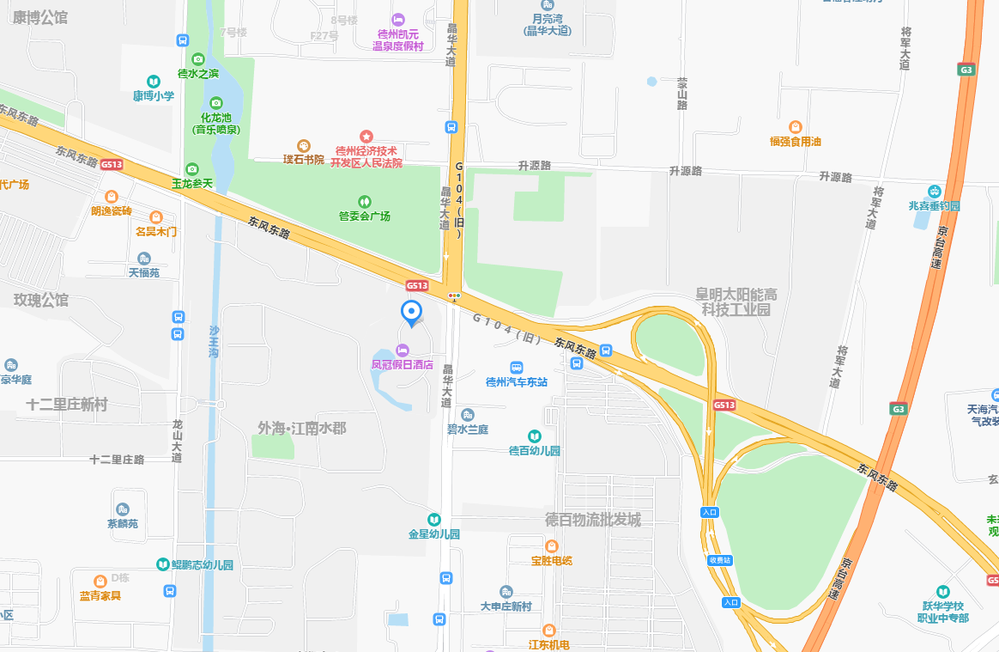 康博公馆
8号楼
7号楼
F27号
德州凯元
温泉度假村
晶华大道
月亮湾
(晶华大道)
将军大道
G3
德水之滨
康博小学
化龙池
(音乐喷泉)
蒙山路
东风东路
东风东路
G513
璞石书院
德州经济技术
开发区人民法院
福强食用油
升源路
升源路
升源路
玉龙叁天
代广场
朗逸瓷砖
名昊木门
管委会广场
晶华大道
G104(旧)
将军大道
兆喜垂钓园
京台高速
东风东路
天福苑
G513
玫瑰公馆
皇明太阳能高
科技工业园
G104(旧)
沙王沟
凤冠假日酒店
东风东路
豪华庭
晶华大道
德州汽车东站
将军大道
十二里庄新村
G513
G3
天海汽
气改装
外海·江南水郡
碧水兰庭
龙山大道
德百幼儿园
十二里庄路
东风东路
玄
入口
紫麟苑
金星幼儿园
德百物流批发城
未来
观
宝胜电缆
收费站
鲲鹏志幼儿园
D栋
蓝青家具
京台高速
G5
大申庄新村
入口
跃华学校
职业中专部
小区
江东机电